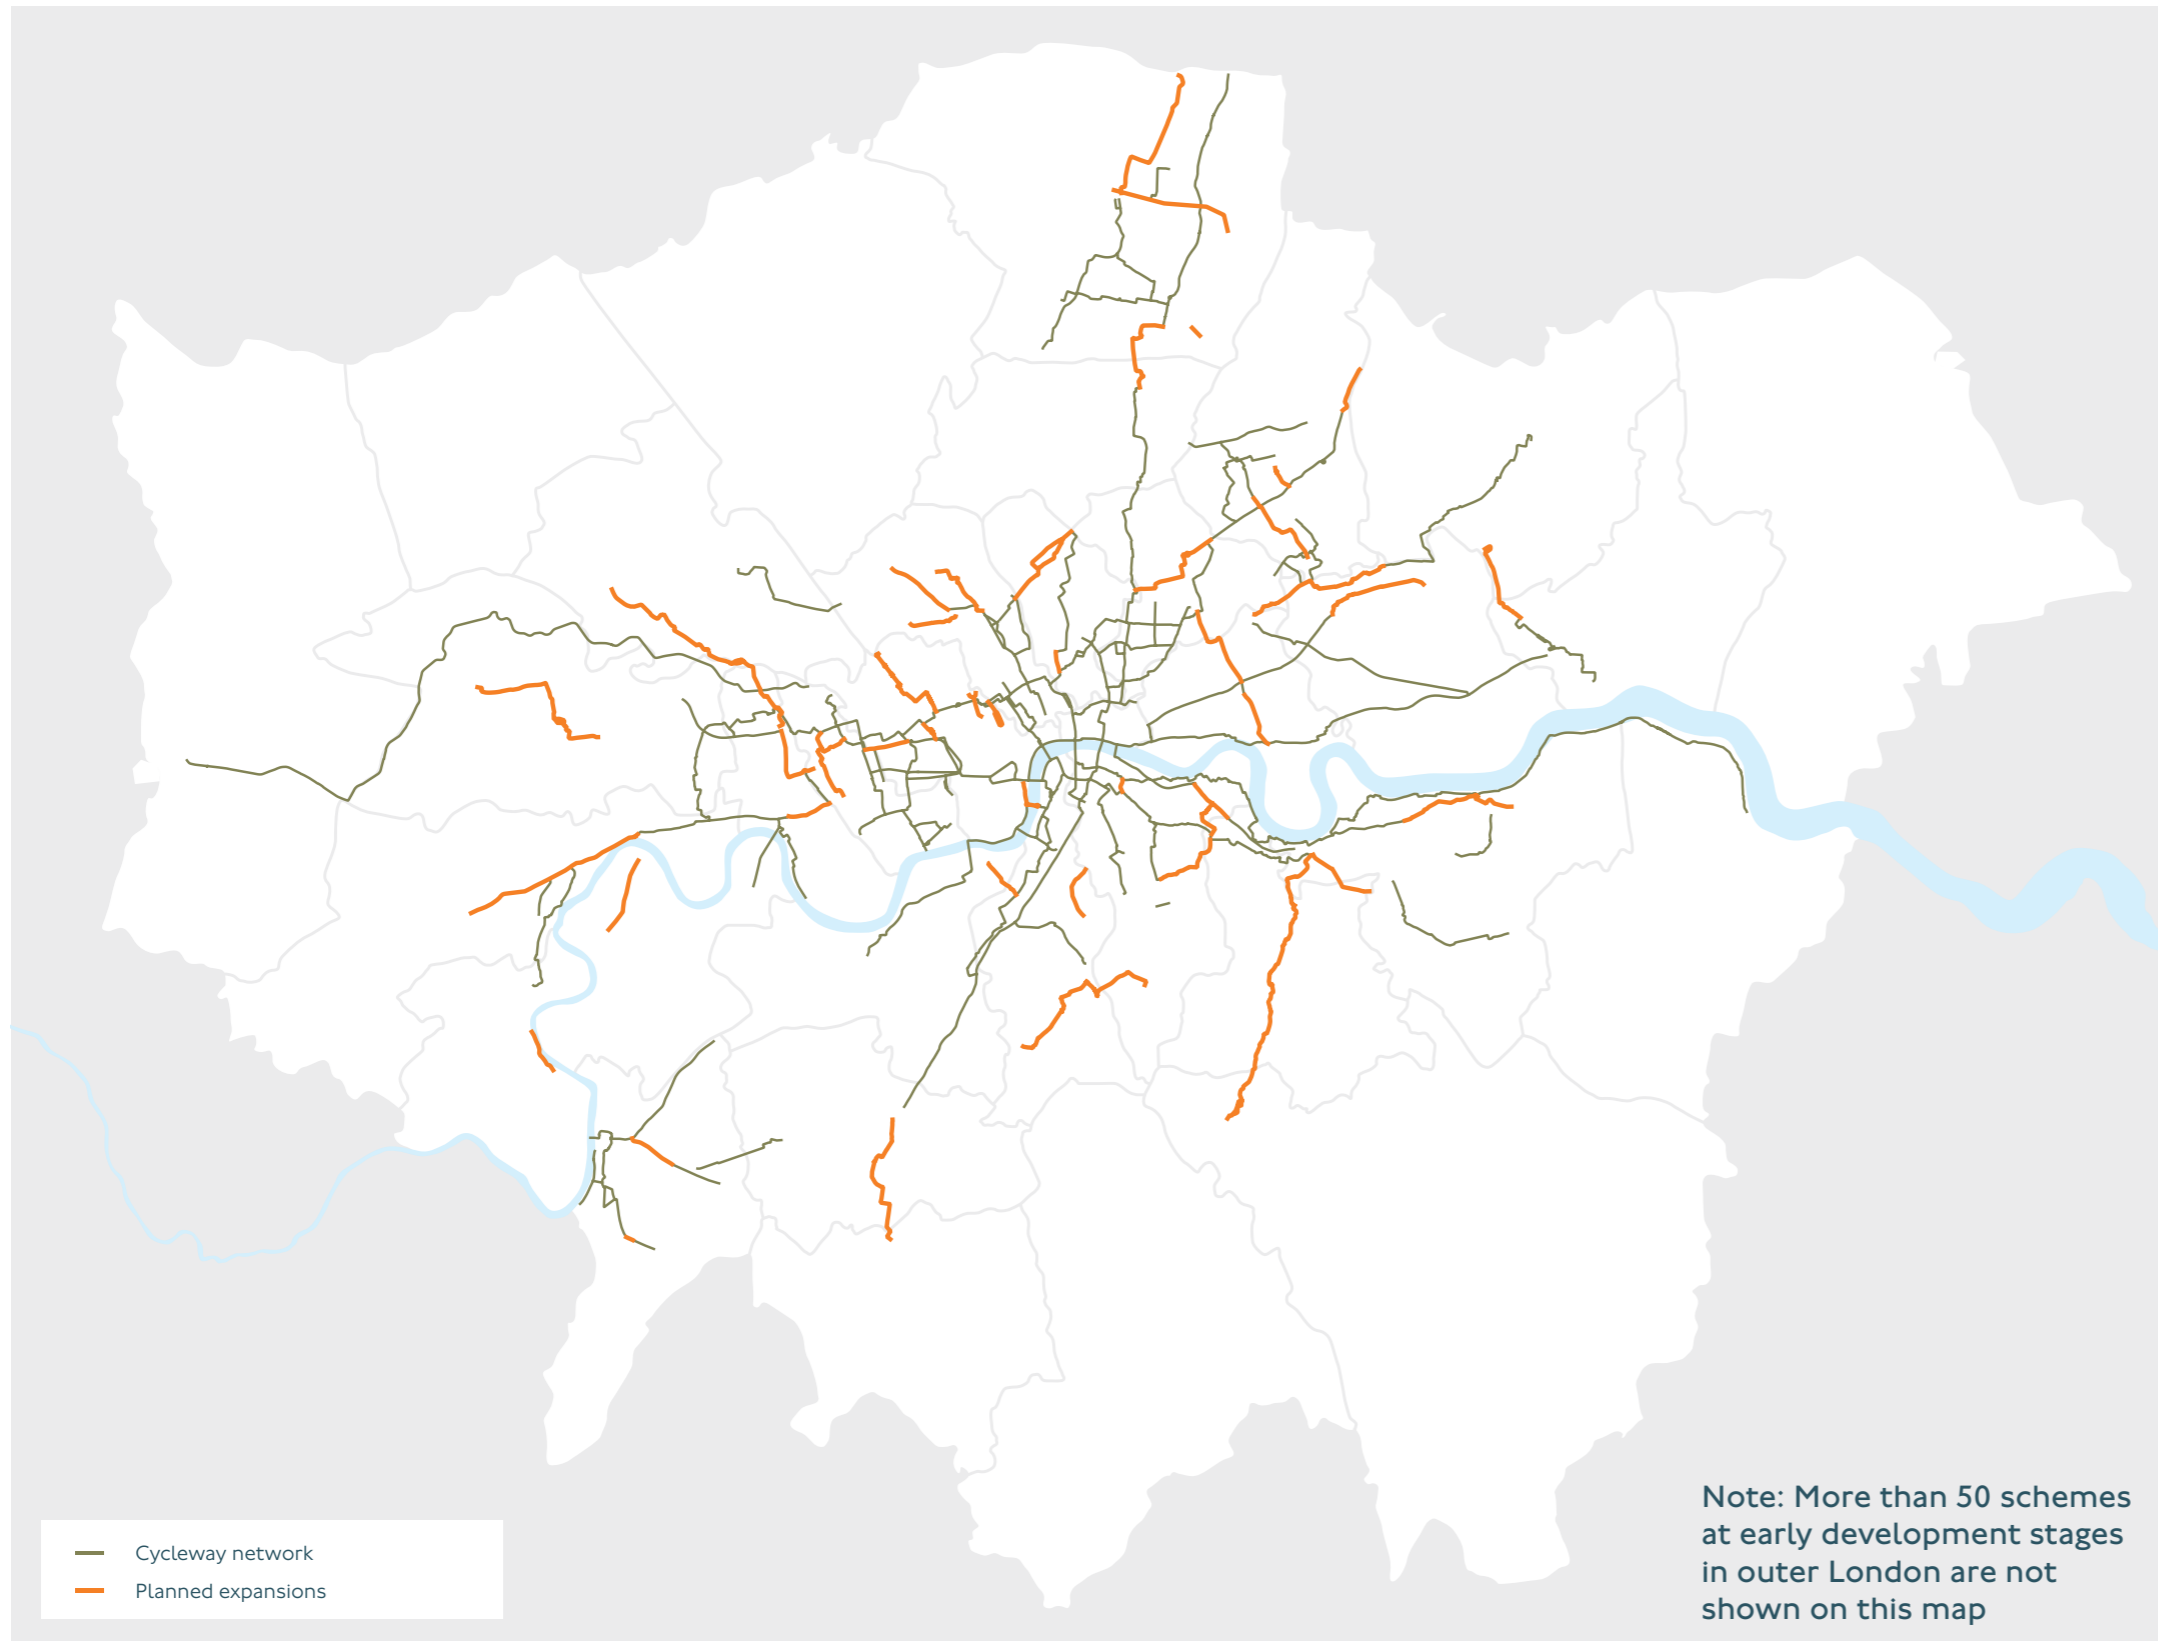 Cycleway network
Planned expansions
Note: More than 50 schemes
at early development stages
in outer London are not
shown on this map